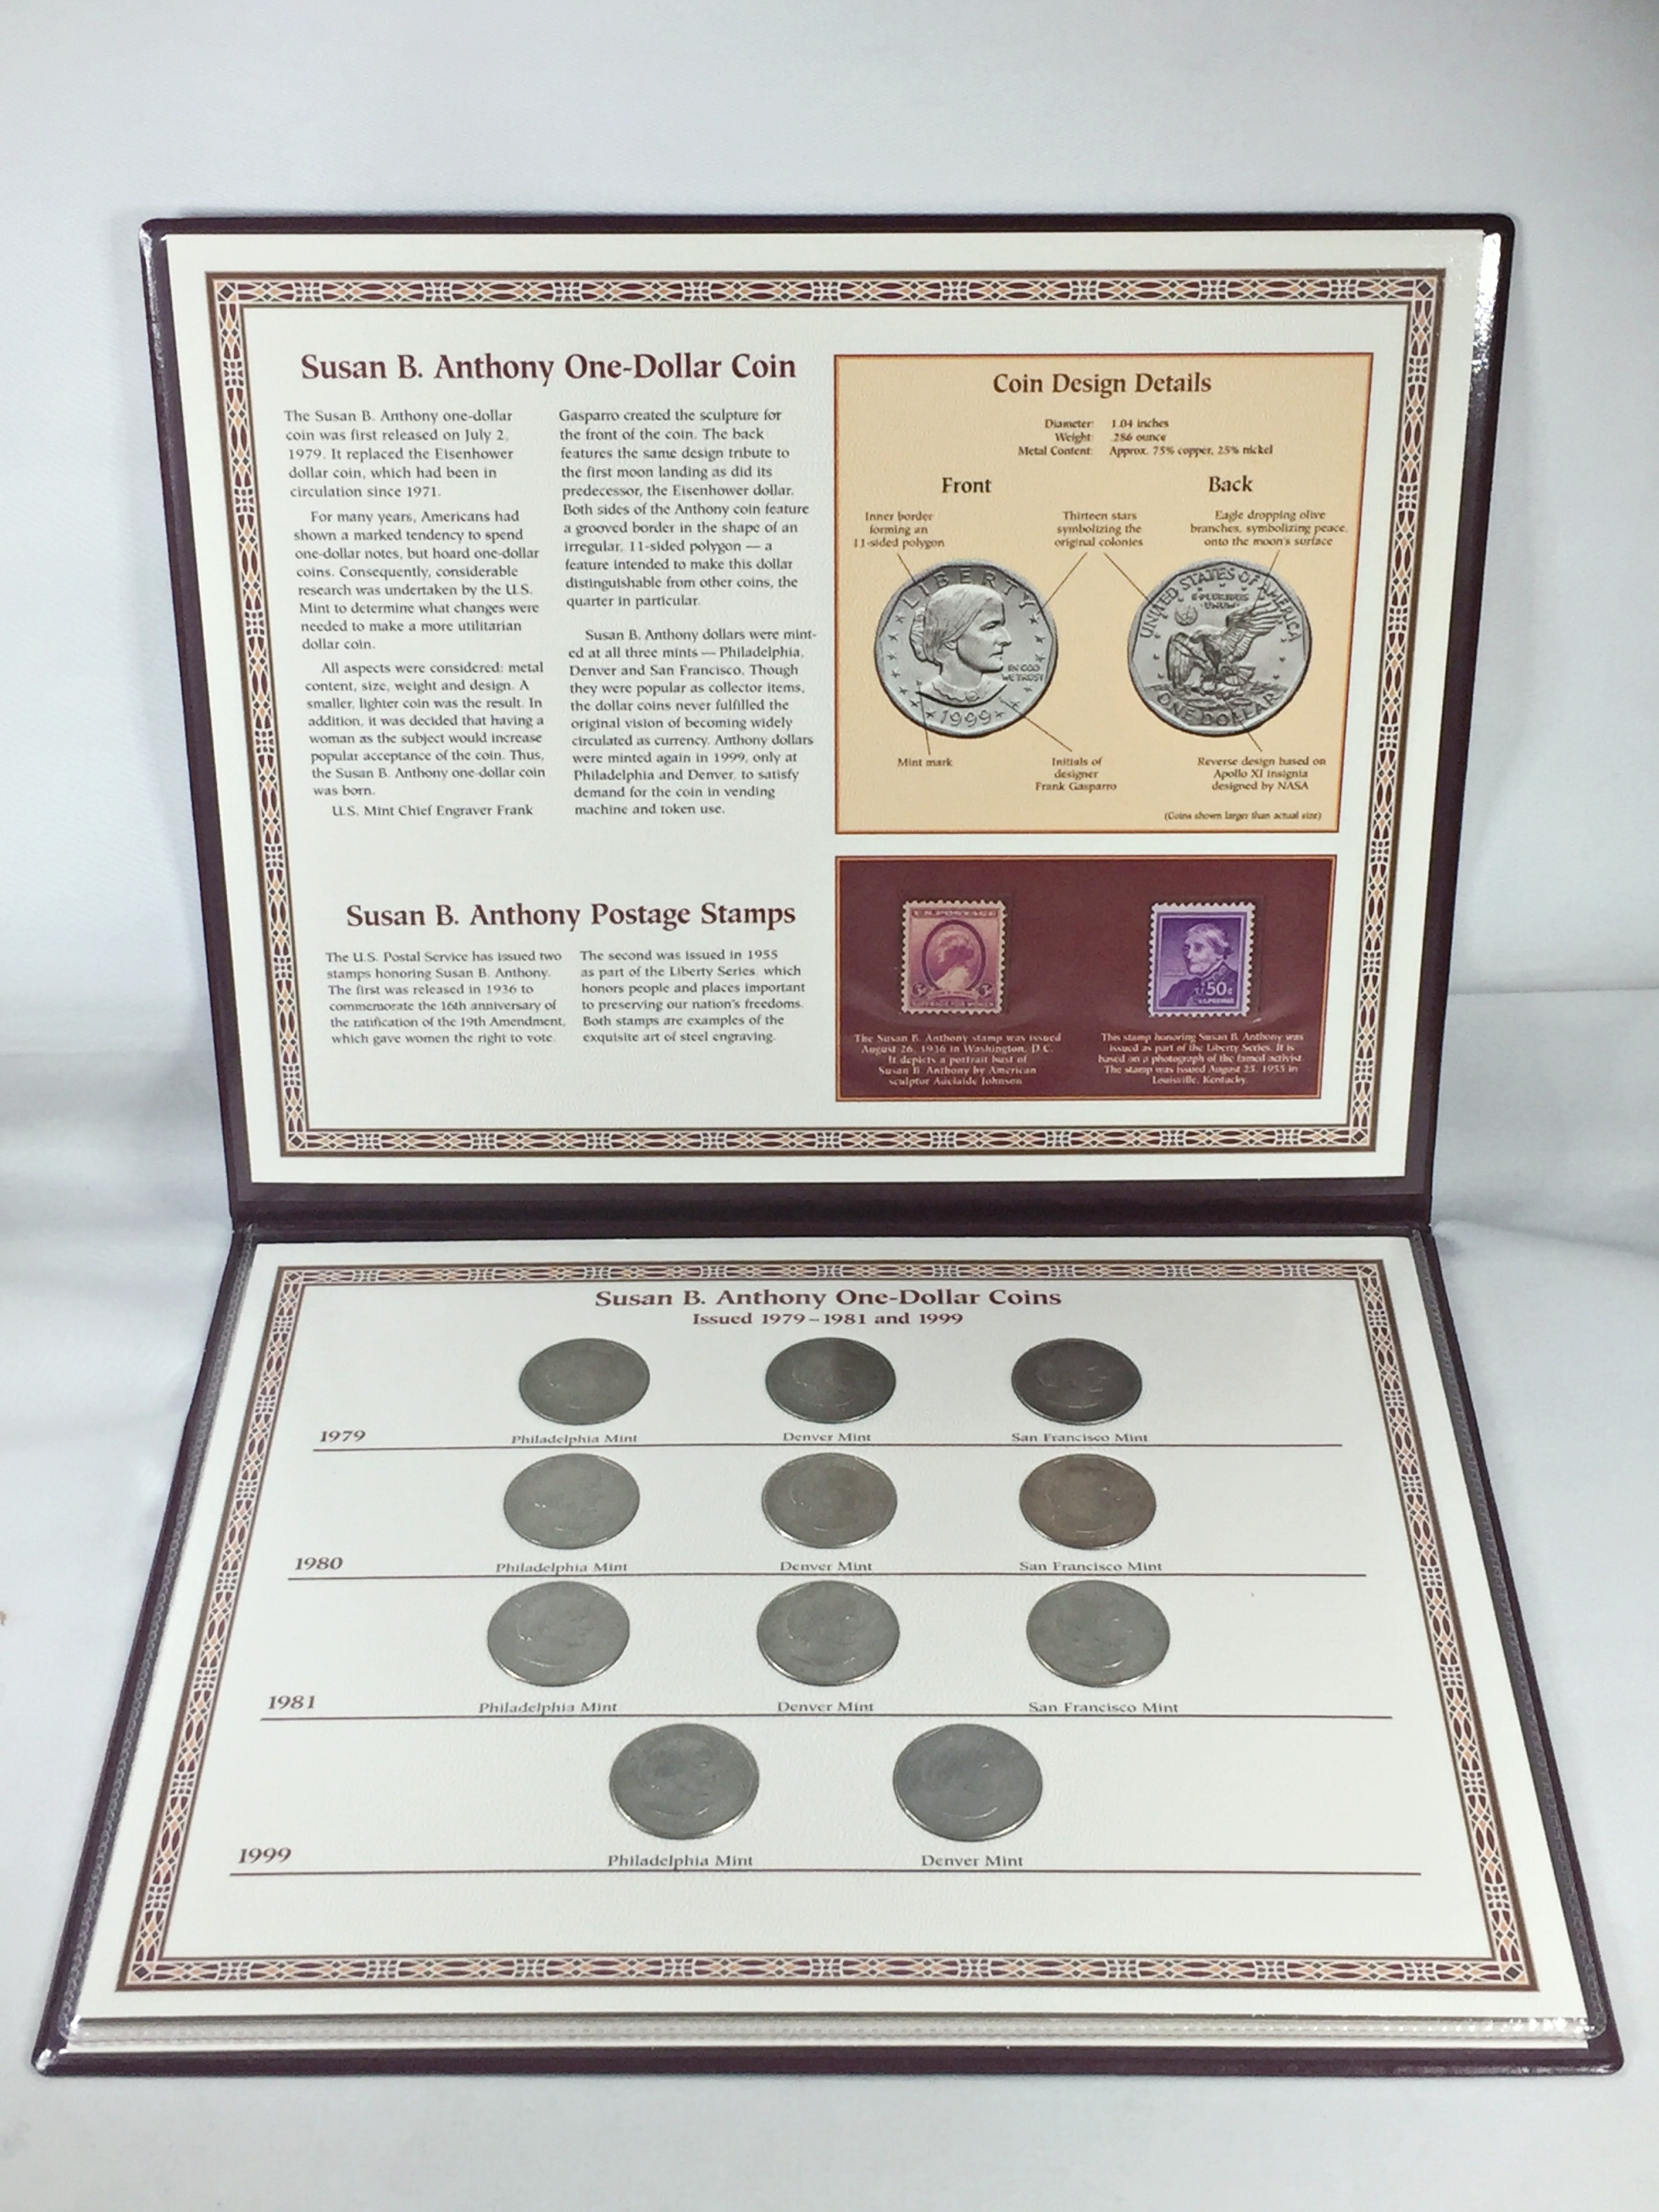 Susan B. Anthony One-Dollar Coin
The Susan B. Anthony one-dollar
coin was first released on July 2,
1979. It replaced the Eisenhower
dollar coin, which had been in
circulation since 1971.
For many years, Americans had
shown a marked tendency to spend
one-dollar notes, but hoard one-dollar
coins. Consequently, considerable
research was undertaken by the U.S.
Mint to determine what changes were
needed to make a more utilitarian
dollar coin.
All aspects were considered: metal
content, size, weight and design. A
smaller, lighter coin was the result. In
addition, it was decided that having a
woman as the subject would increase
popular acceptance of the coin. Thus,
the Susan B. Anthony one-dollar coin
was born.
U.S. Mint Chief Engraver Frank
Gasparro created the sculpture for
the front of the coin. The back
features the same design tribute to
the first moon landing as did its
predecessor, the Eisenhower dollar.
Both sides of the Anthony coin feature
a grooved border in the shape of an
irregular, 11-sided polygon — a
feature intended to make this dollar
distinguishable from other coins, the
quarter in particular.
Susan B. Anthony dollars were mint-
ed at all three mints — Philadelphia,
Denver and San Francisco. Though
they were popular as collector items,
the dollar coins never fulfilled the
original vision of becoming widely
circulated as currency. Anthony dollars
were minted again in 1999, only at
Philadelphia and Denver, to satisfy
demand for the coin in vending
machine and token use.
Coin Design Details
Diameter: 1.04 inches
Weight: .286 ounce
Metal Content: Approx. 75% copper, 25% nickel
Front
Back
Inner border
forming an
11-sided polygon
Thirteen stars
symbolizing the
original colonies
Eagle dropping olive
branches, symbolizing peace,
onto the moon's surface
LIBERTY
IN GOD
WE TRUST
1999
UNITED STATES OF AMERICA
E PLURIBUS
UNUM
ONE DOLLAR
Mint mark
Initials of
designer
Frank Gasparro
Reverse design based on
Apollo XI insignia
designed by NASA
(Coins shown larger than actual size)
Susan B. Anthony Postage Stamps
The U.S. Postal Service has issued two
stamps honoring Susan B. Anthony.
The first was released in 1936 to
commemorate the 16th anniversary of
the ratification of the 19th Amendment,
which gave women the right to vote.
The second was issued in 1955
as part of the Liberty Series, which
honors people and places important
to preserving our nation's freedoms.
Both stamps are examples of the
exquisite art of steel engraving.
U.S. POSTAGE
SUFFRAGE FOR WOMEN
50¢
U.S. POSTAGE
The Susan B. Anthony stamp was issued
August 26, 1936 in Washington, D.C.
It depicts a portrait bust of
Susan B. Anthony by American
sculptor Adelaide Johnson
This stamp honoring Susan B. Anthony was
issued as part of the Liberty Series. It is
based on a photograph of the famed activist.
The stamp was issued August 25, 1955 in
Louisville, Kentucky.
Susan B. Anthony One-Dollar Coins
Issued 1979–1981 and 1999
1979 Philadelphia Mint Denver Mint San Francisco Mint
1980 Philadelphia Mint Denver Mint San Francisco Mint
1981 Philadelphia Mint Denver Mint San Francisco Mint
1999 Philadelphia Mint Denver Mint